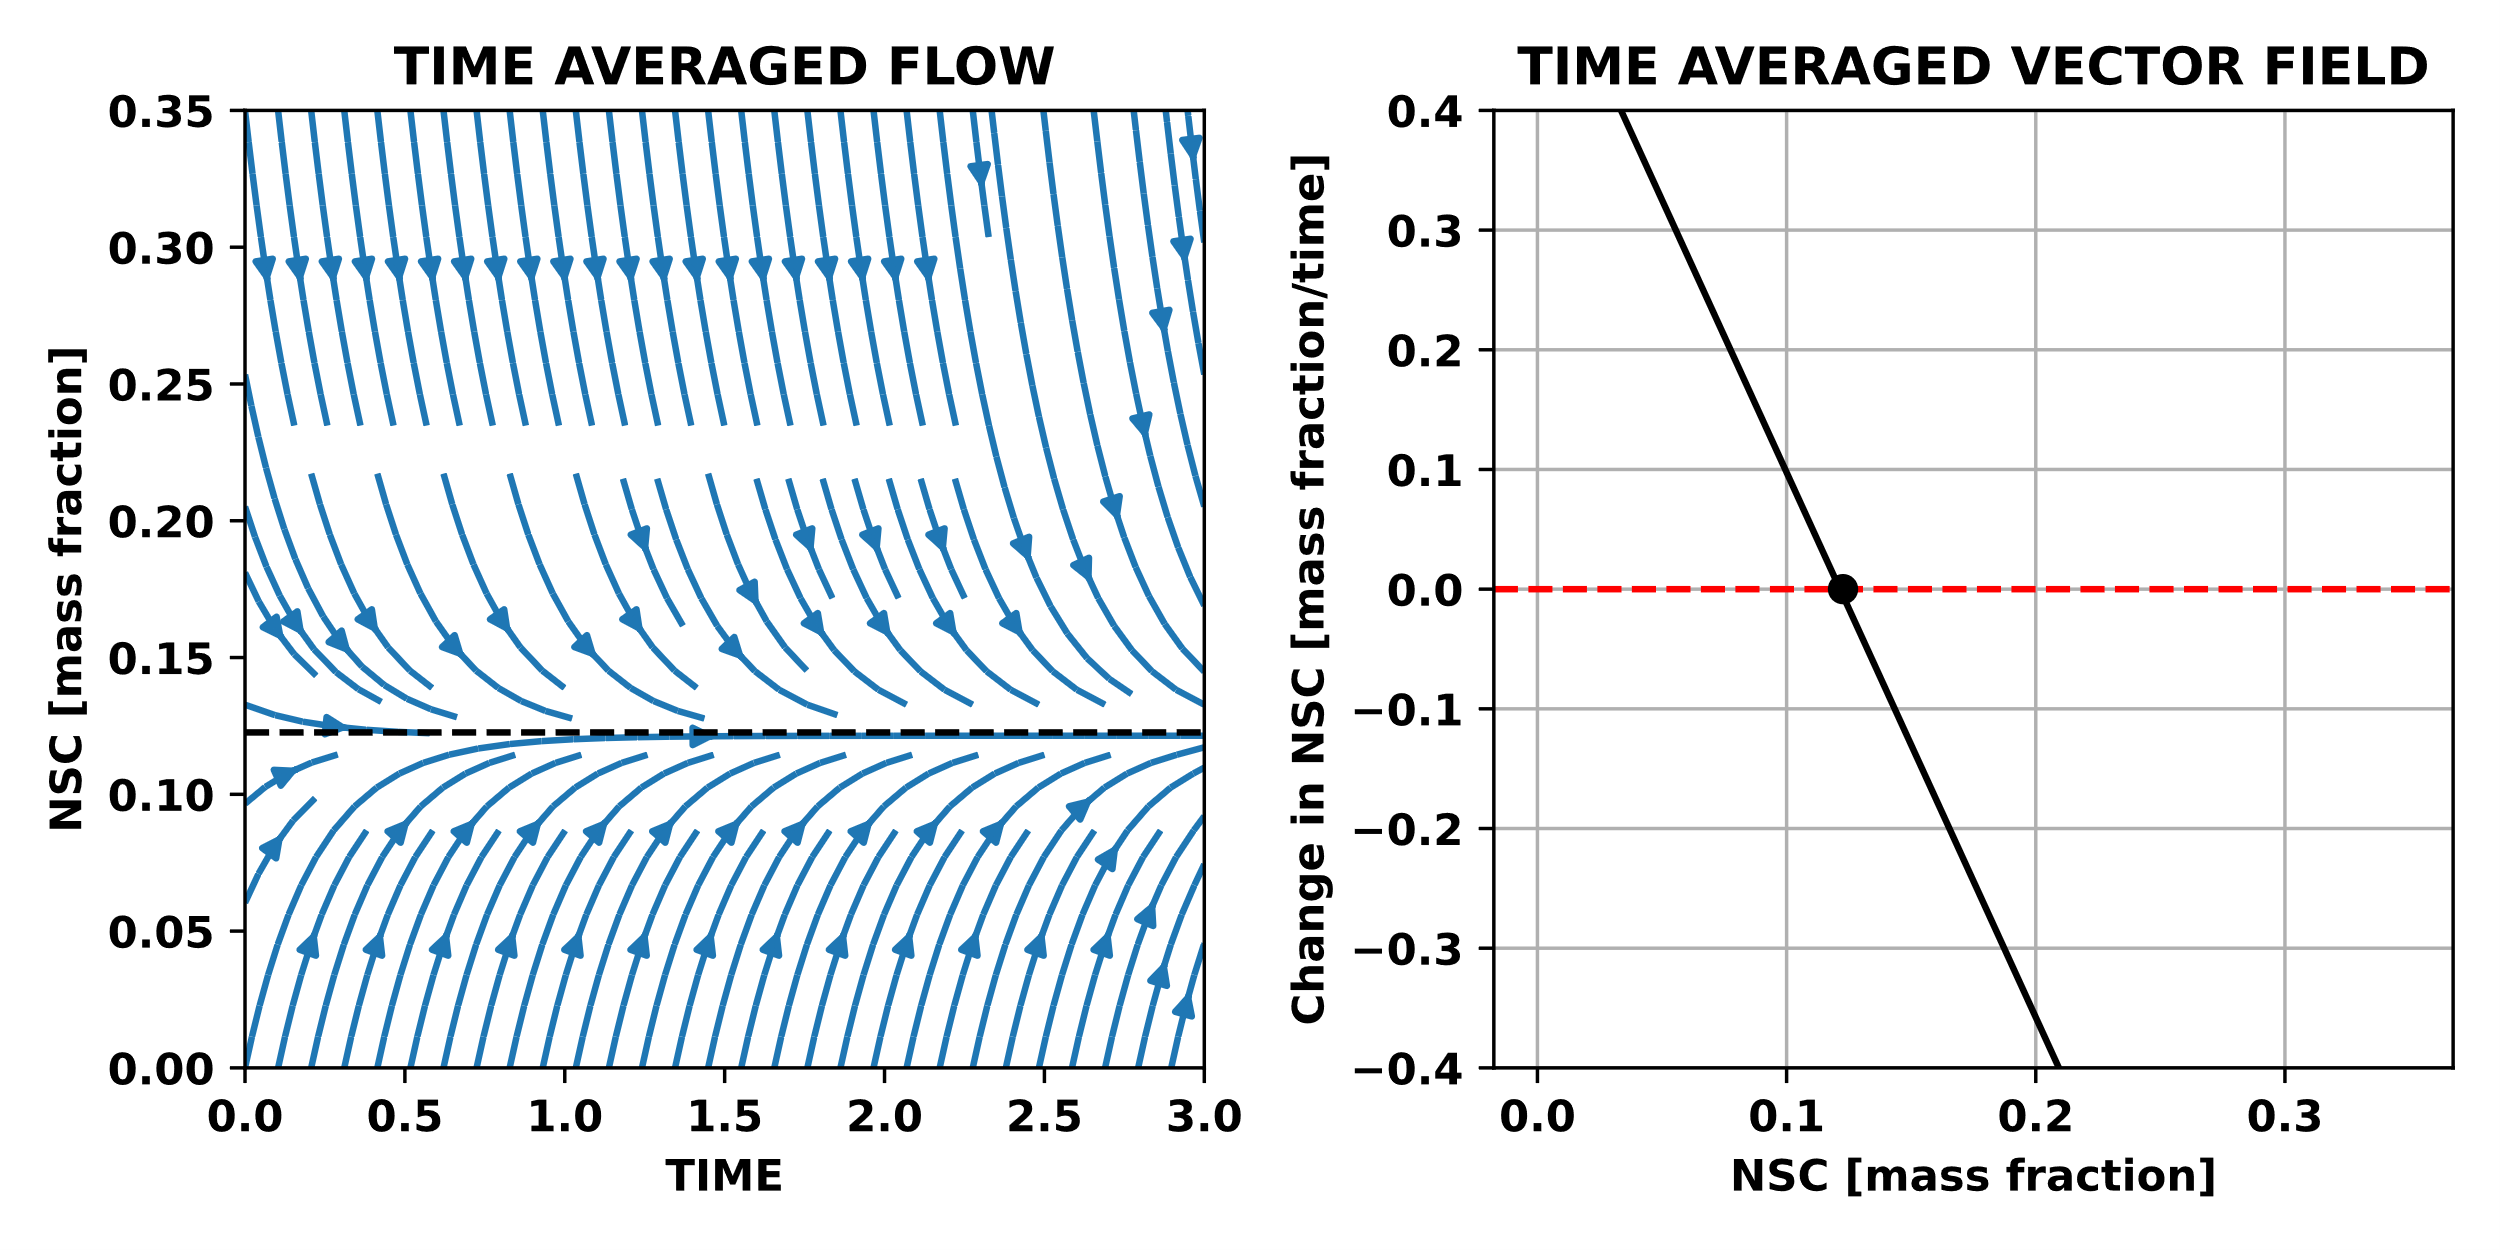 TIME AVERAGED FLOW
0.35
0.30
0.25
0.20
0.15
0.10
0.05
0.00
NSC [mass fraction]
0.0 0.5 1.0 1.5 2.0 2.5 3.0
TIME
TIME AVERAGED VECTOR FIELD
0.4
0.3
0.2
0.1
0.0
−0.1
−0.2
−0.3
−0.4
Change in NSC [mass fraction/time]
0.0 0.1 0.2 0.3
NSC [mass fraction]